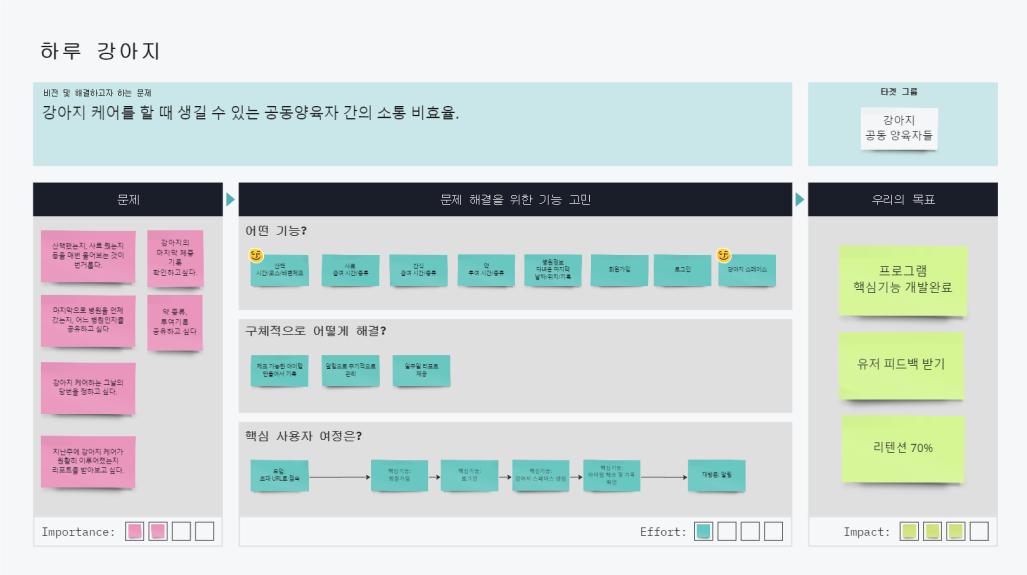 하루 강아지
비전 및 해결하고자 하는 문제
강아지 케어를 할 때 생길 수 있는 공동양육자 간의 소통 비효율.
타겟 그룹
강아지
공동 양육자들
문제
산책했는지, 사료 줬는지
등을 매번 물어보는 것이
번거롭다.
강아지의
마지막 체중
기록
확인하고싶다.
마지막으로 병원을 언제
갔는지, 어느 병원인지를
공유하고 싶다
약 종류,
투여기록
공유하고 싶다
강아지 케어하는 그날의
당번을 정하고 싶다.
지난주에 강아지 케어가
원활히 이루어졌는지
리포트를 받아보고 싶다.
Importance:
문제 해결을 위한 기능 고민
어떤 기능?
산책
시간/코스/배변체크
사료
급여 시간/종류
간식
급여 시간/종류
약
투여 시간/종류
병원정보
다녀온 마지막
날짜/위치/기록
회원가입
로그인
강아지 스페이스
구체적으로 어떻게 해결?
체크 가능한 아이템
만들어서 기록
알림으로 주기적으로
관리
일주일 리포트
제공
핵심 사용자 여정은?
유입:
초대 URL로 접속
핵심기능:
회원가입
핵심기능:
로그인
핵심기능:
강아지 스페이스 생성
핵심기능:
아이템 체크 및 기록
확인
재방문: 알림
Effort:
우리의 목표
프로그램
핵심기능 개발완료
유저 피드백 받기
리텐션 70%
Impact: